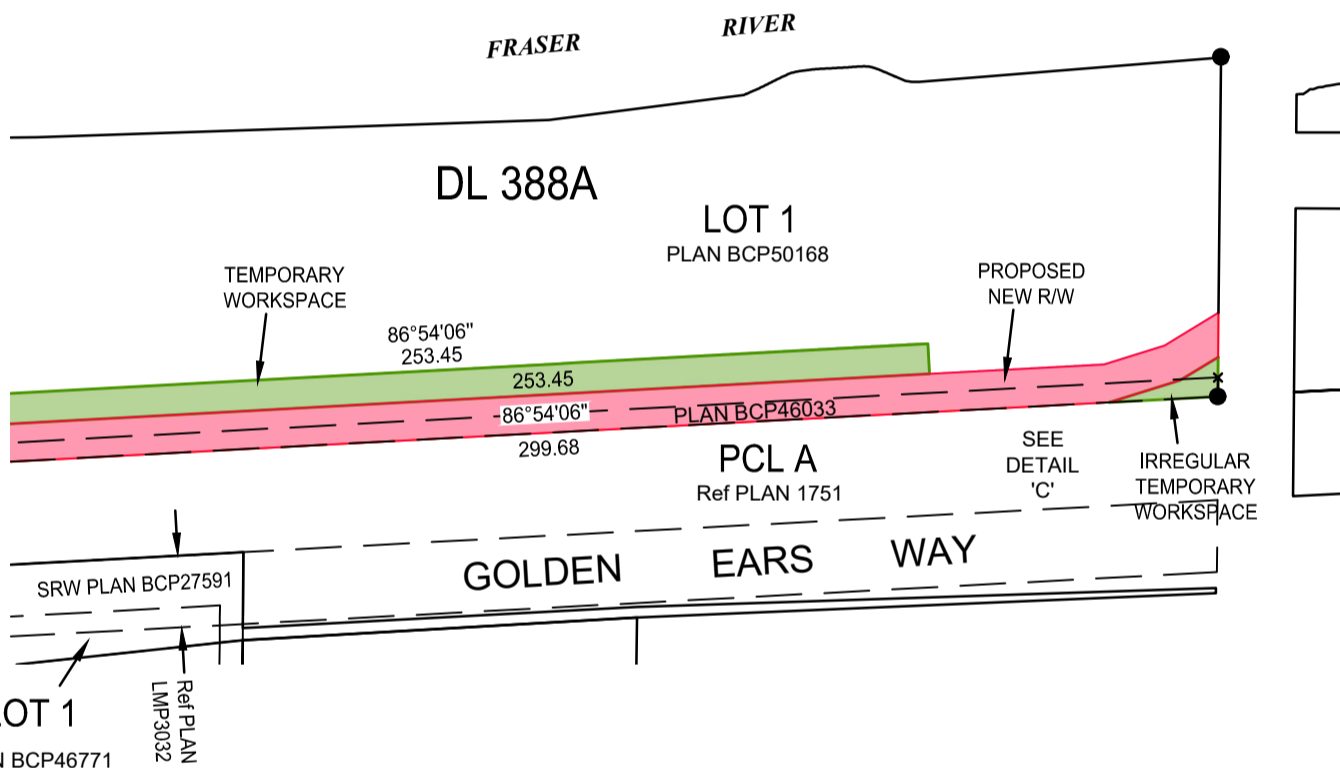 FRASER RIVER
DL 388A
LOT 1
PLAN BCP50168
TEMPORARY
WORKSPACE
PROPOSED
NEW R/W
86°54'06"
253.45
253.45
86°54'06"
PLAN BCP46033
299.68
PCL A
Ref PLAN 1751
SEE
DETAIL
'C'
IRREGULAR
TEMPORARY
WORKSPACE
GOLDEN EARS WAY
SRW PLAN BCP27591
Ref PLAN
LMP3032
LOT 1
N BCP46771